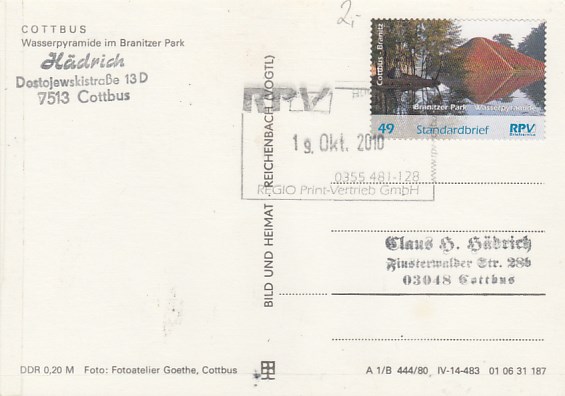 2,-
COTTBUS
Wasserpyramide im Branitzer Park
Hädrich
Dostojewskistraße 13 D
7513 Cottbus
Cottbus - Branitz
Branitzer Park Wasserpyramide
49 Standardbrief RPV
RPV
19. Okt. 2010
0355 481-128
REGIO Print-Vertrieb GmbH
BILD UND HEIMAT REICHENBACH (VOGTL)
Claus H. Hädrich
Finsterwalder Str. 28b
03048 Cottbus
DDR 0,20 M Foto: Fotoatelier Goethe, Cottbus
A 1/B 444/80 IV-14-483 01 06 31 187